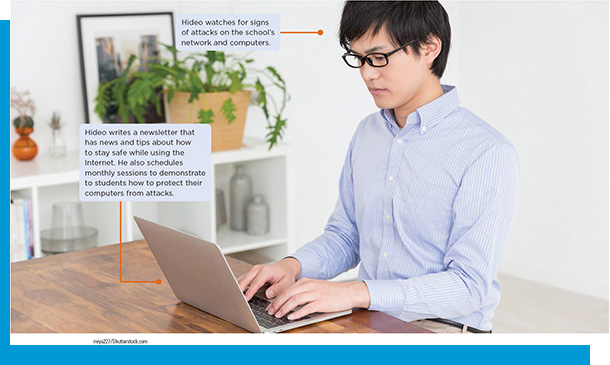 Hideo watches for signs
of attacks on the school's
network and computers.
Hideo writes a newsletter that
has news and tips about how
to stay safe while using the
Internet. He also schedules
monthly sessions to demonstrate
to students how to protect their
computers from attacks.
miya227/Shutterstock.com